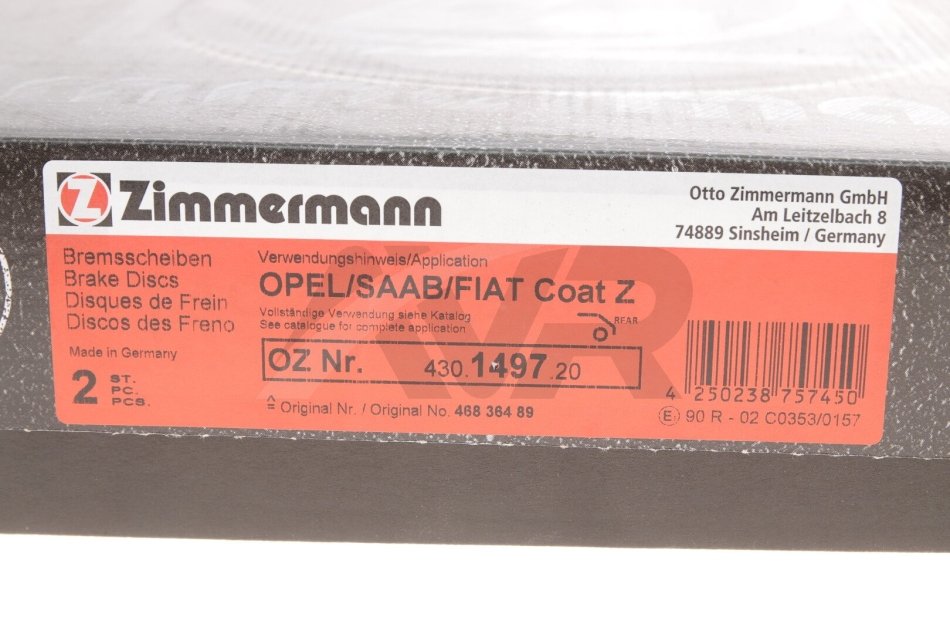 Z Zimmermann
Otto Zimmermann GmbH
Am Leitzelbach 8
74889 Sinsheim / Germany
Bremsscheiben
Brake Discs
Disques de Frein
Discos des Freno
Made in Germany
2 ST.
PC.
PCS.
Verwendungshinweis/Application
OPEL/SAAB/FIAT Coat Z
Vollständige Verwendung siehe Katalog
See catalogue for complete application
REAR
OZ Nr. 430.1497.20
≙ Original Nr. / Original No. 468 364 89
4 250238 757450
E1 90 R - 02 C0353/0157